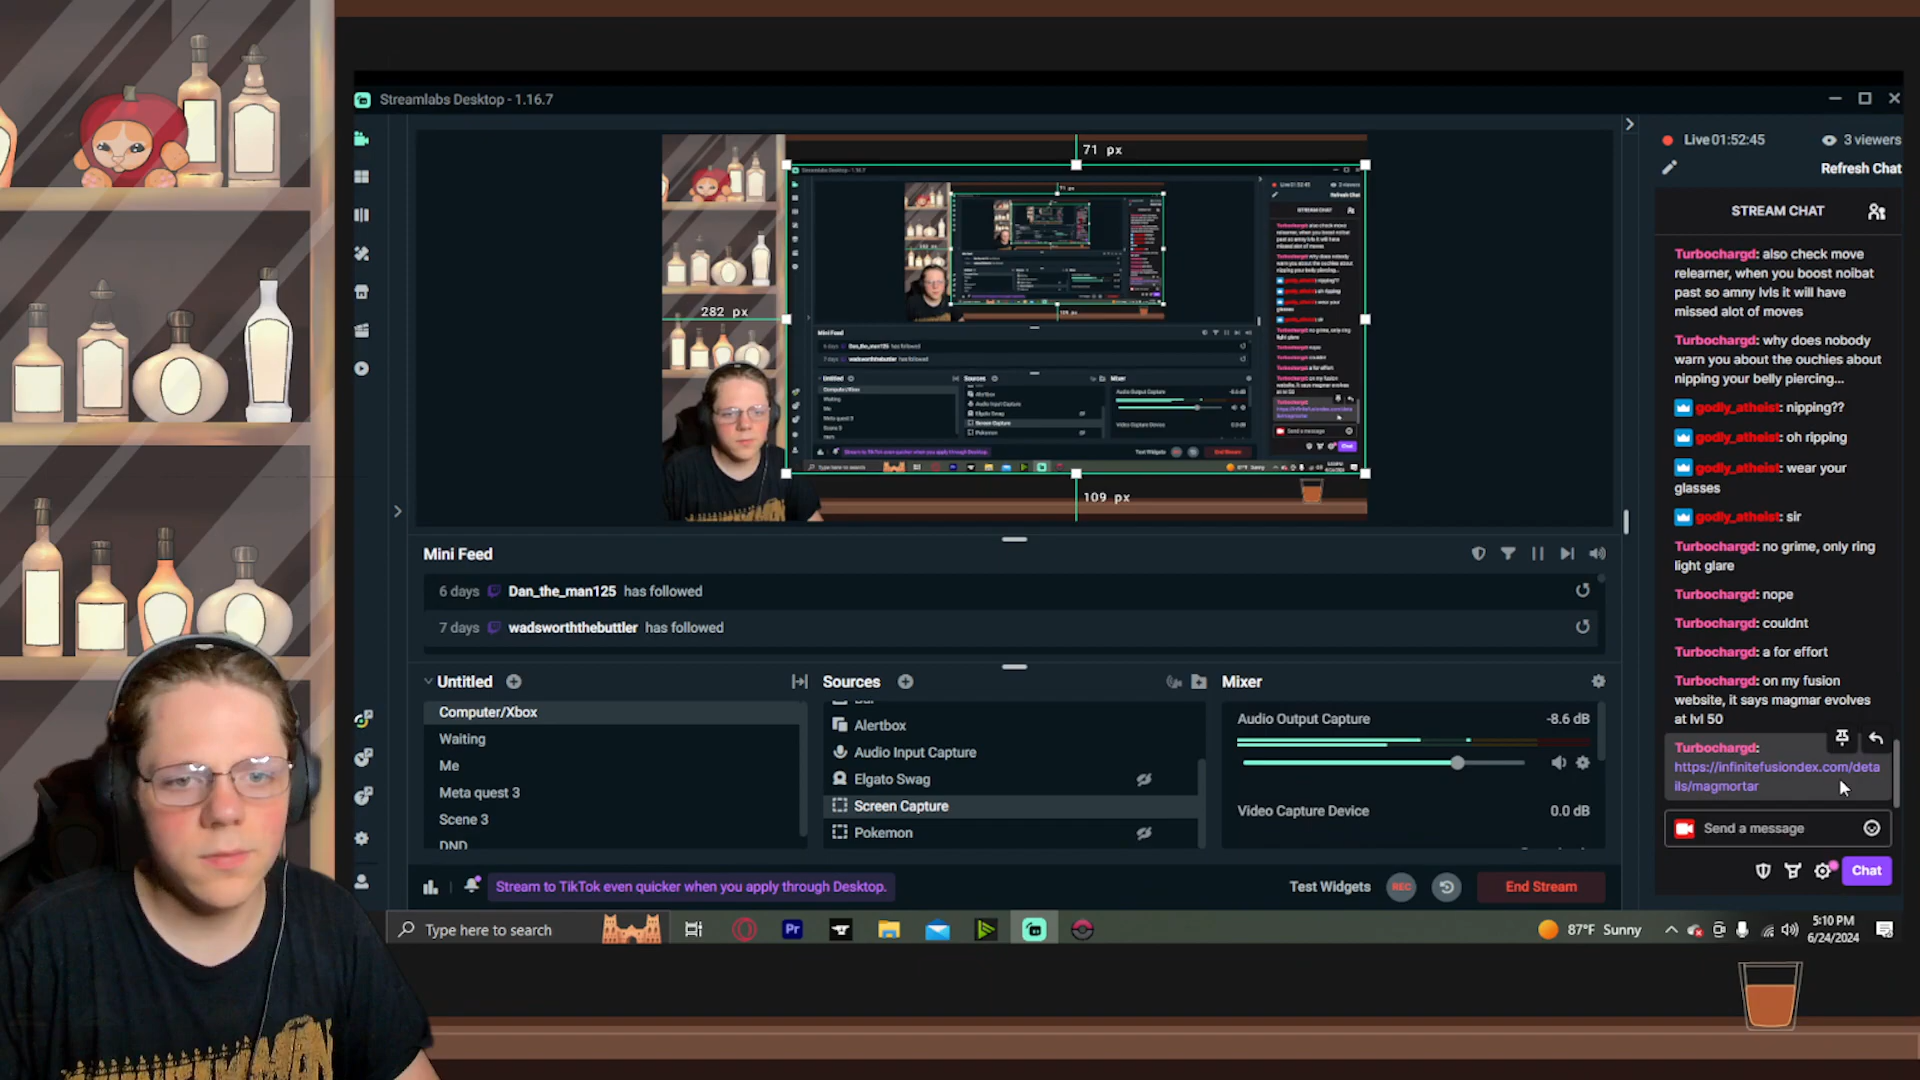 Streamlabs Desktop - 1.16.7
Live 01:52:45
3 viewers
Refresh Chat
STREAM CHAT
71 px
282 px
109 px
Turbochargd: also check move
relearner, when you boost noibat
past so amny lvls it will have
missed alot of moves
Turbochargd: why does nobody
warn you about the ouchies about
nipping your belly piercing...
godly_atheist: nipping??
godly_atheist: oh ripping
godly_atheist: wear your
glasses
godly_atheist: sir
Turbochargd: no grime, only ring
light glare
Turbochargd: nope
Turbochargd: couldnt
Turbochargd: a for effort
Turbochargd: on my fusion
website, it says magmar evolves
at lvl 50
Turbochargd:
https://infinitefusiondex.com/deta
ils/magmortar
Send a message
Chat
Mini Feed
6 days Dan_the_man125 has followed
7 days wadsworththebuttler has followed
Untitled
Computer/Xbox
Waiting
Me
Meta quest 3
Scene 3
DND
Sources
Alertbox
Audio Input Capture
Elgato Swag
Screen Capture
Pokemon
Mixer
Audio Output Capture -8.6 dB
Video Capture Device 0.0 dB
Stream to TikTok even quicker when you apply through Desktop.
Test Widgets
REC
End Stream
Type here to search
Pr
87°F Sunny
5:10 PM
6/24/2024